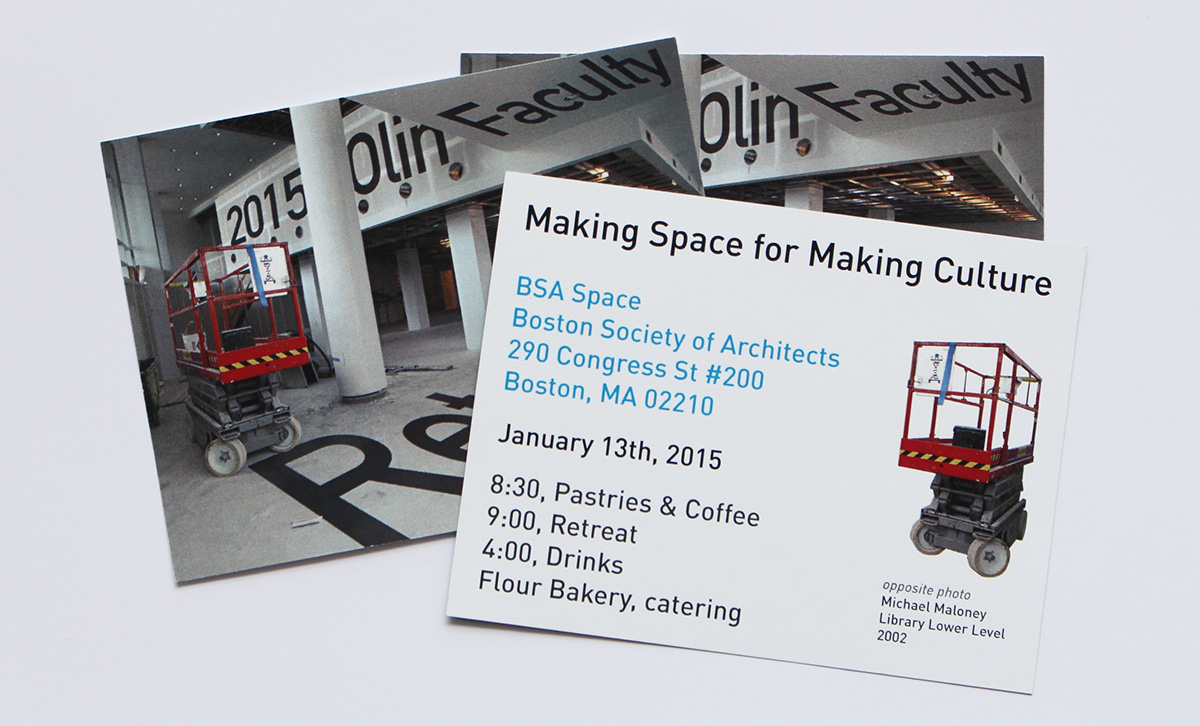 2015
Olin
Faculty
Olin
Faculty
Making Space for Making Culture
BSA Space
Boston Society of Architects
290 Congress St #200
Boston, MA 02210
January 13th, 2015
8:30, Pastries & Coffee
9:00, Retreat
4:00, Drinks
Flour Bakery, catering
opposite photo
Michael Maloney
Library Lower Level
2002